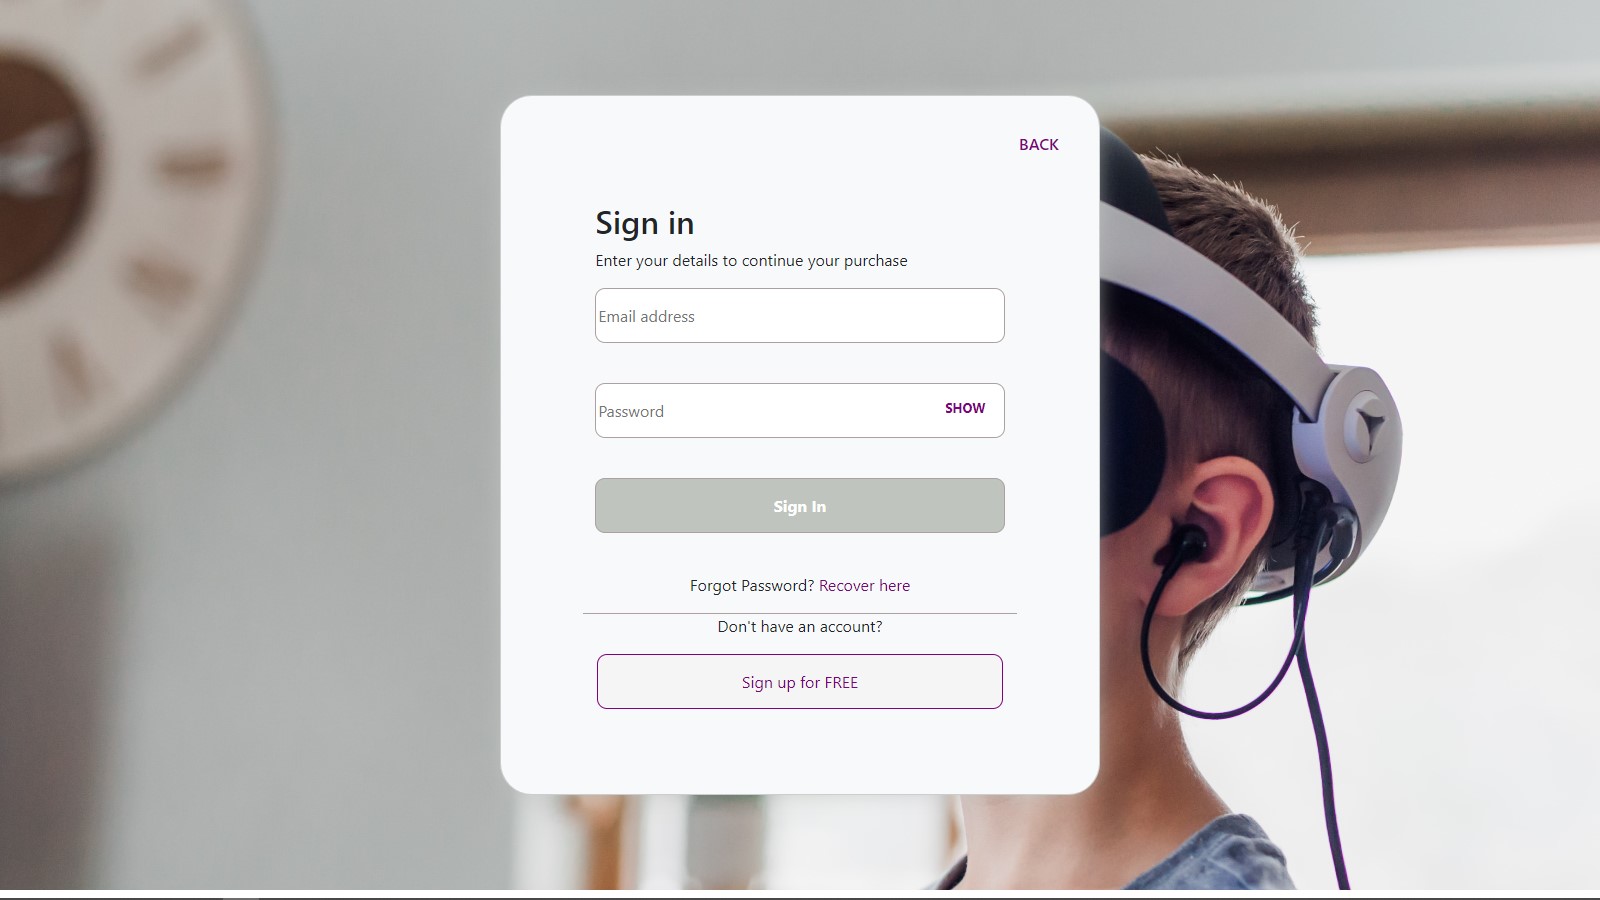 BACK
Sign in
Enter your details to continue your purchase
Email address
Password
SHOW
Sign In
Forgot Password? Recover here
Don't have an account?
Sign up for FREE